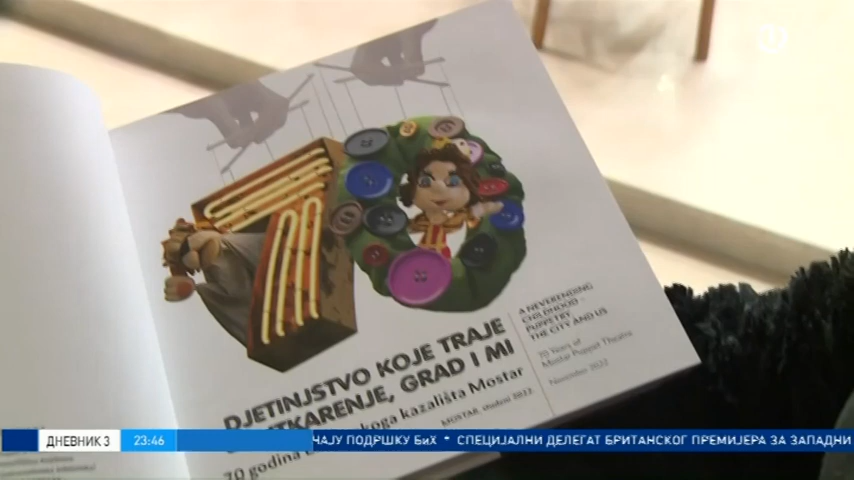 DJETINJSTVO KOJE TRAJE
LUTKARENJE, GRAD I MI
70 godina
koga kazališta Mostar
MOSTAR, studeni 2022.
A NEVERENDING
CHILDHOOD –
PUPPETRY,
THE CITY AND US
70 Years of
Mostar Puppet Theatre
November 2022
ДНЕВНИК 3
23:46
ЧАЈУ ПОДРШКУ БиХ * СПЕЦИЈАЛНИ ДЕЛЕГАТ БРИТАНСКОГ ПРЕМИЈЕРА ЗА ЗАПАДНИ